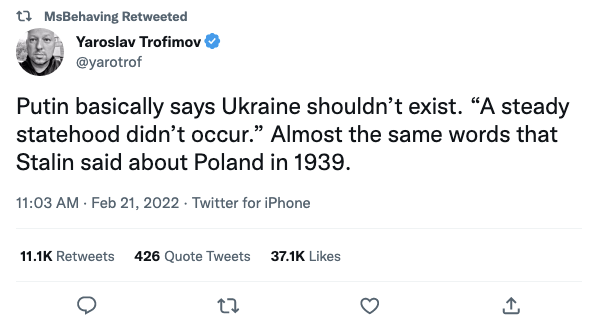 MsBehaving Retweeted
Yaroslav Trofimov
@yarotrof
Putin basically says Ukraine shouldn’t exist. “A steady
statehood didn’t occur.” Almost the same words that
Stalin said about Poland in 1939.
11:03 AM · Feb 21, 2022 · Twitter for iPhone
11.1K Retweets 426 Quote Tweets 37.1K Likes